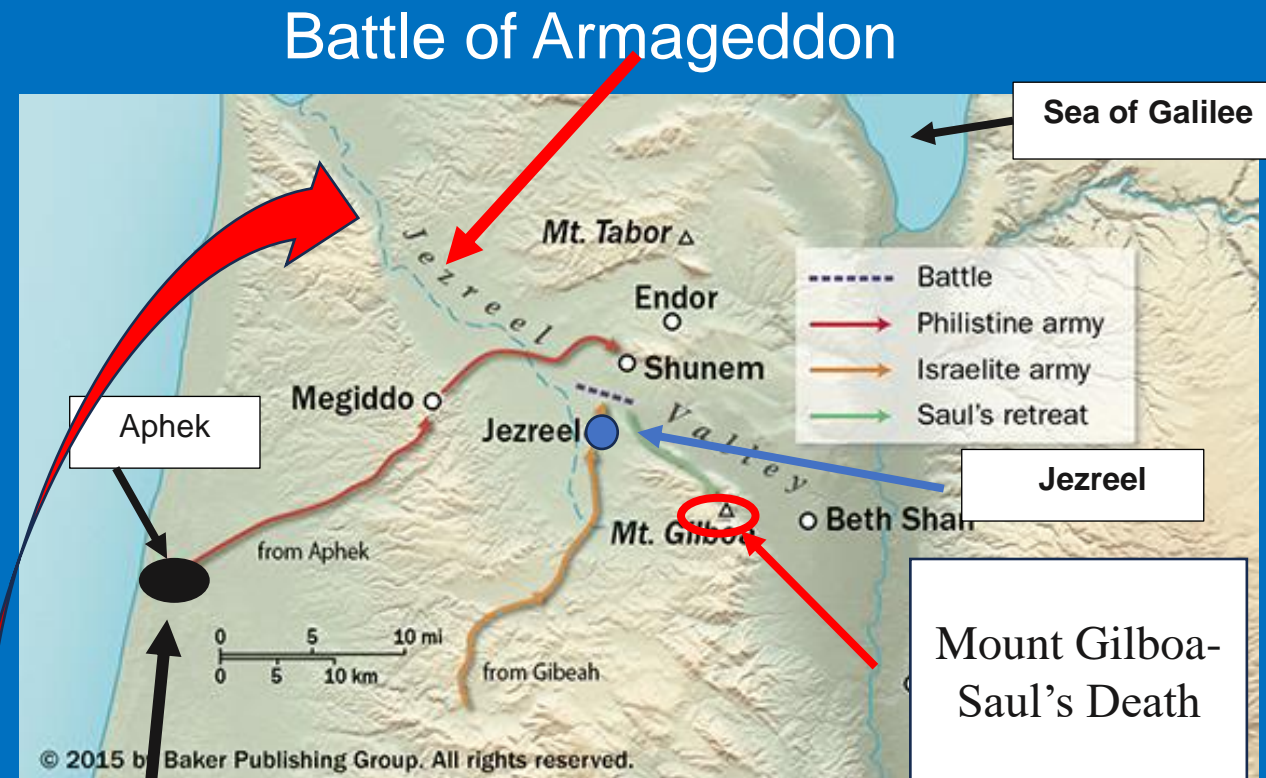 Battle of Armageddon
Sea of Galilee
Jezreel
Mt. Tabor
Endor
Shunem
Battle
Philistine army
Israelite army
Saul's retreat
Megiddo
Aphek
Jezreel
Valley
Jezreel
Mt. Gilboa
Beth Shan
from Aphek
0 5 10 mi
0 5 10 km
from Gibeah
Mount Gilboa-
Saul's Death
© 2015 by Baker Publishing Group. All rights reserved.